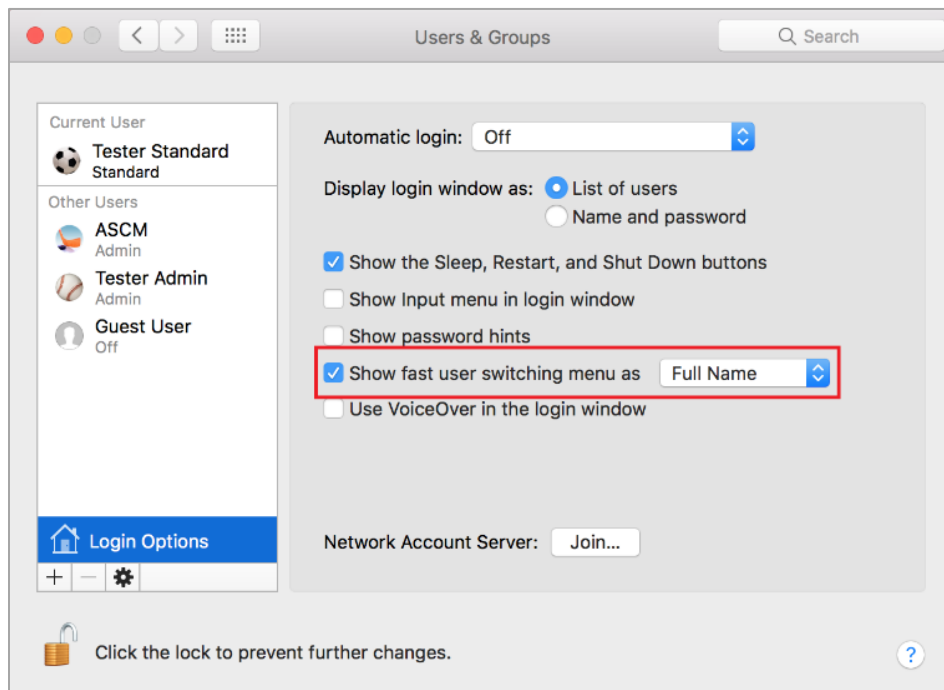 Users & Groups
Search
Current User
Tester Standard
Standard
Other Users
ASCM
Admin
Tester Admin
Admin
Guest User
Off
Login Options
Automatic login: Off
Display login window as: List of users
Name and password
Show the Sleep, Restart, and Shut Down buttons
Show Input menu in login window
Show password hints
Show fast user switching menu as Full Name
Use VoiceOver in the login window
Network Account Server: Join...
Click the lock to prevent further changes.
?